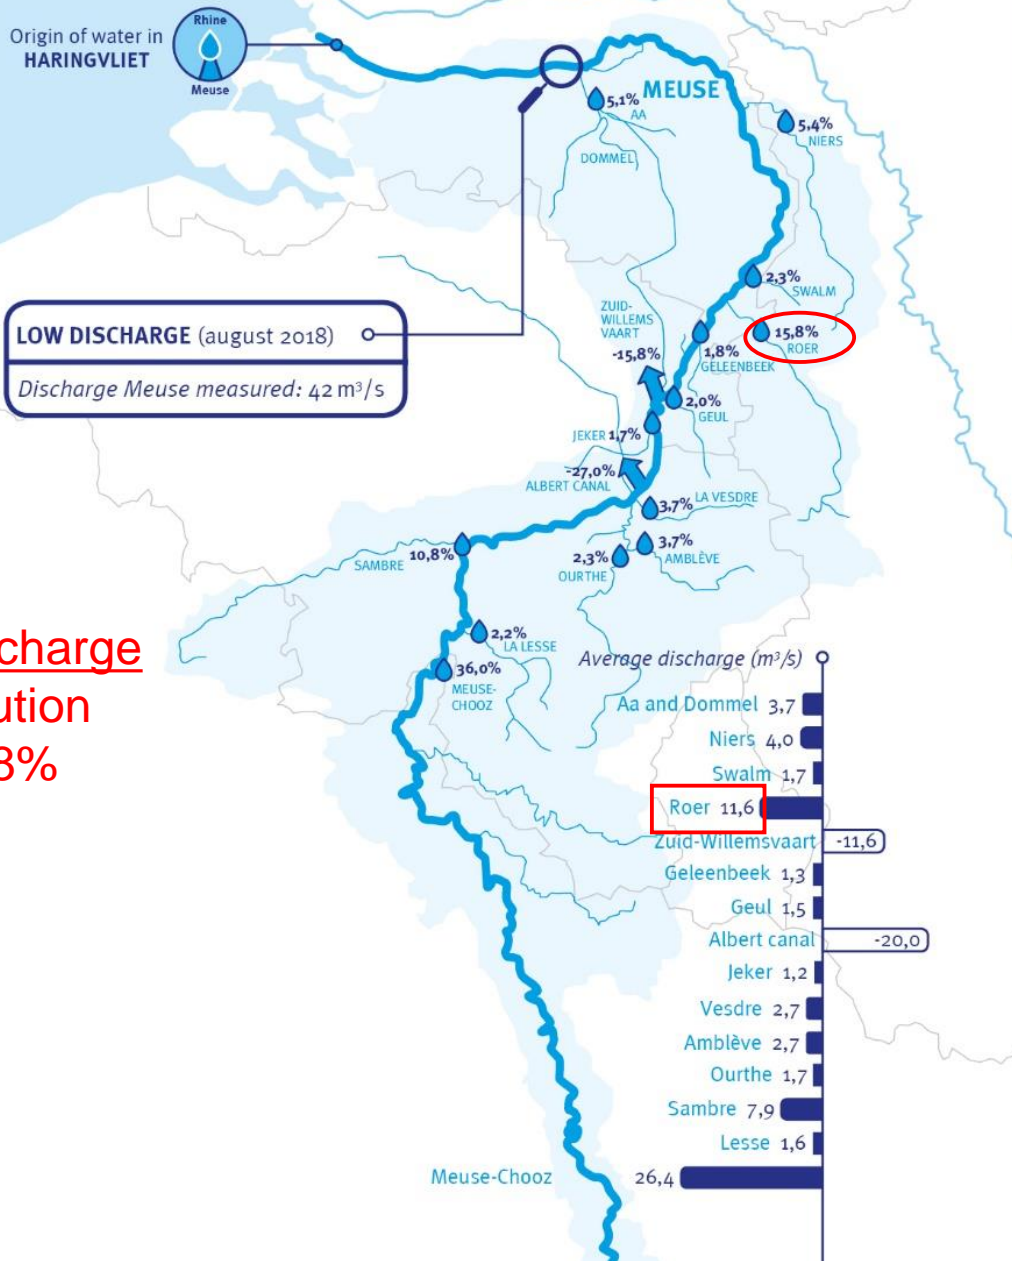 Origin of water in
HARINGVLIET
Rhine
Meuse
MEUSE
5,1%
AA
DOMMEL
5,4%
NIERS
2,3%
SWALM
LOW DISCHARGE (august 2018)
Discharge Meuse measured: 42 m³/s
ZUID-
WILLEMS
VAART
-15,8%
15,8%
ROER
1,8%
GELEENBEEK
2,0%
GEUL
JEKER 1,7%
-27,0%
ALBERT CANAL
3,7% LA VESDRE
3,7%
AMBLÈVE
2,3%
OURTHE
10,8%
SAMBRE
2,2%
LA LESSE
36,0%
MEUSE-
CHOOZ
charge
ution
8%
Average discharge (m³/s)
Aa and Dommel 3,7
Niers 4,0
Swalm 1,7
Roer 11,6
Zuid-Willemsvaart -11,6
Geleenbeek 1,3
Geul 1,5
Albert canal -20,0
Jeker 1,2
Vesdre 2,7
Amblève 2,7
Ourthe 1,7
Sambre 7,9
Lesse 1,6
Meuse-Chooz 26,4